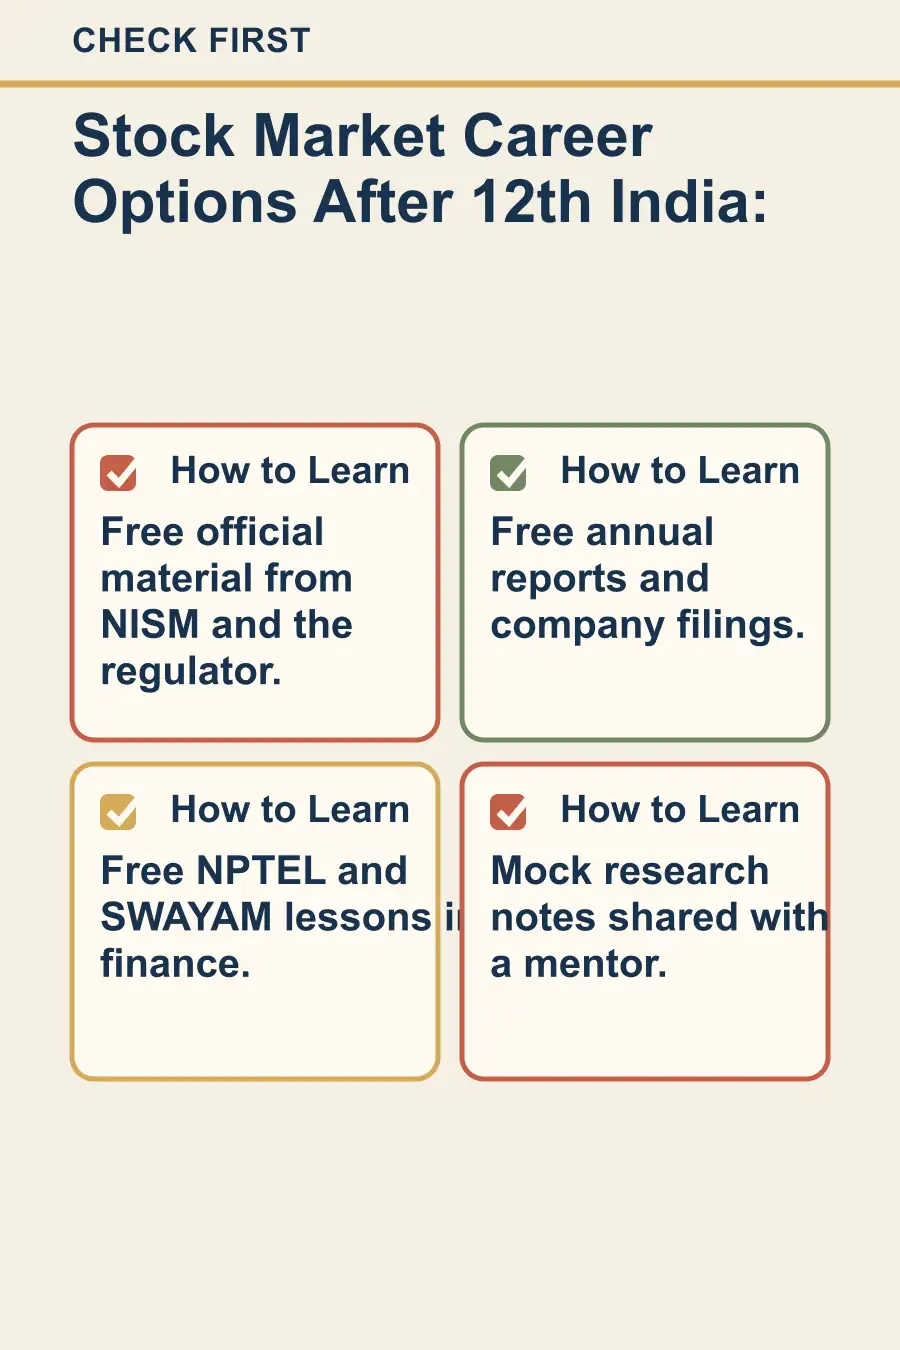 CHECK FIRST
Stock Market Career
Options After 12th India:
How to Learn
Free official
material from
NISM and the
regulator.
How to Learn
Free annual
reports and
company filings.
How to Learn
Free NPTEL and
SWAYAM lessons
finance.
How to Learn
Mock research
notes shared with
a mentor.